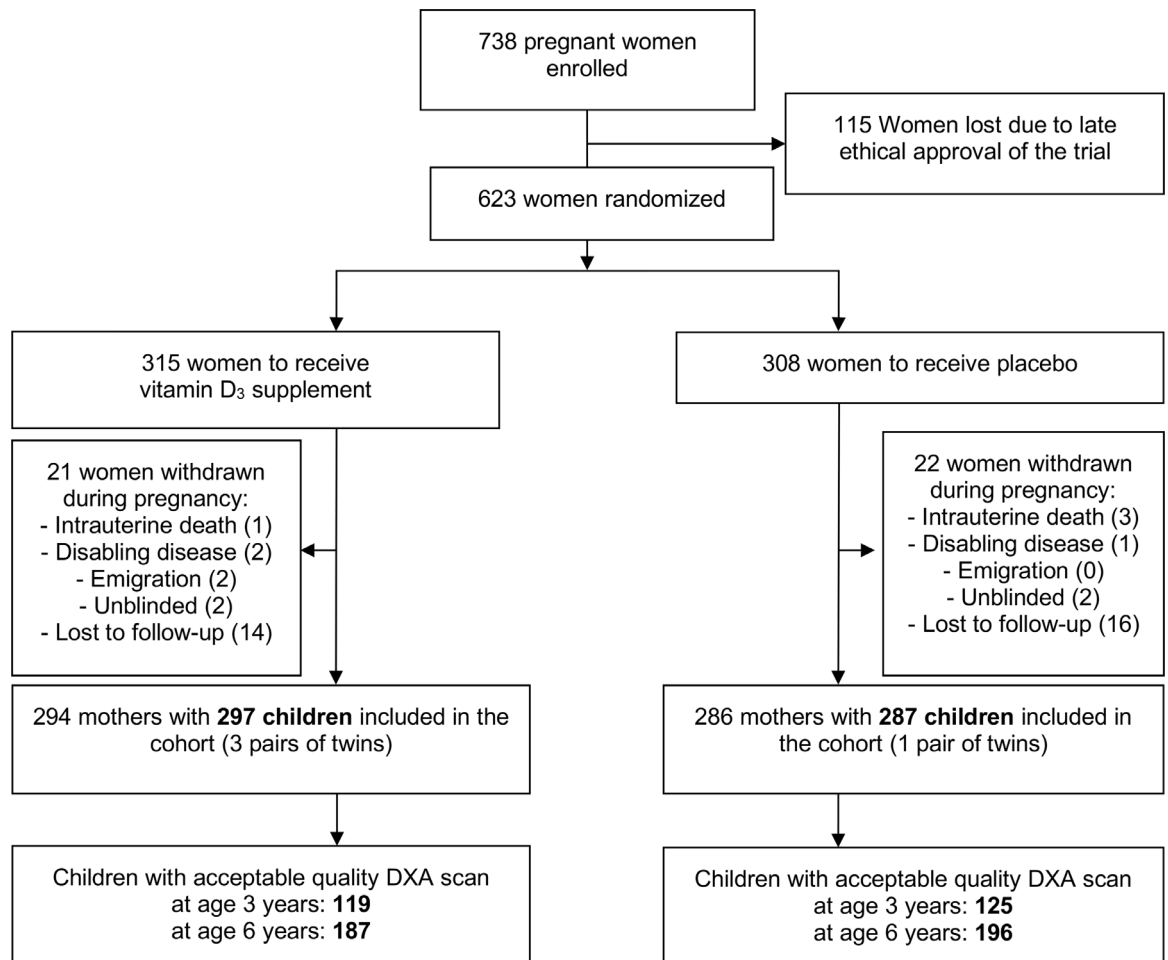 738 pregnant women
enrolled
115 Women lost due to late
ethical approval of the trial
623 women randomized
315 women to receive
vitamin D₃ supplement
308 women to receive placebo
21 women withdrawn
during pregnancy:
- Intrauterine death (1)
- Disabling disease (2)
- Emigration (2)
- Unblinded (2)
- Lost to follow-up (14)
22 women withdrawn
during pregnancy:
- Intrauterine death (3)
- Disabling disease (1)
- Emigration (0)
- Unblinded (2)
- Lost to follow-up (16)
294 mothers with 297 children included in the
cohort (3 pairs of twins)
286 mothers with 287 children included in
the cohort (1 pair of twins)
Children with acceptable quality DXA scan
at age 3 years: 119
at age 6 years: 187
Children with acceptable quality DXA scan
at age 3 years: 125
at age 6 years: 196